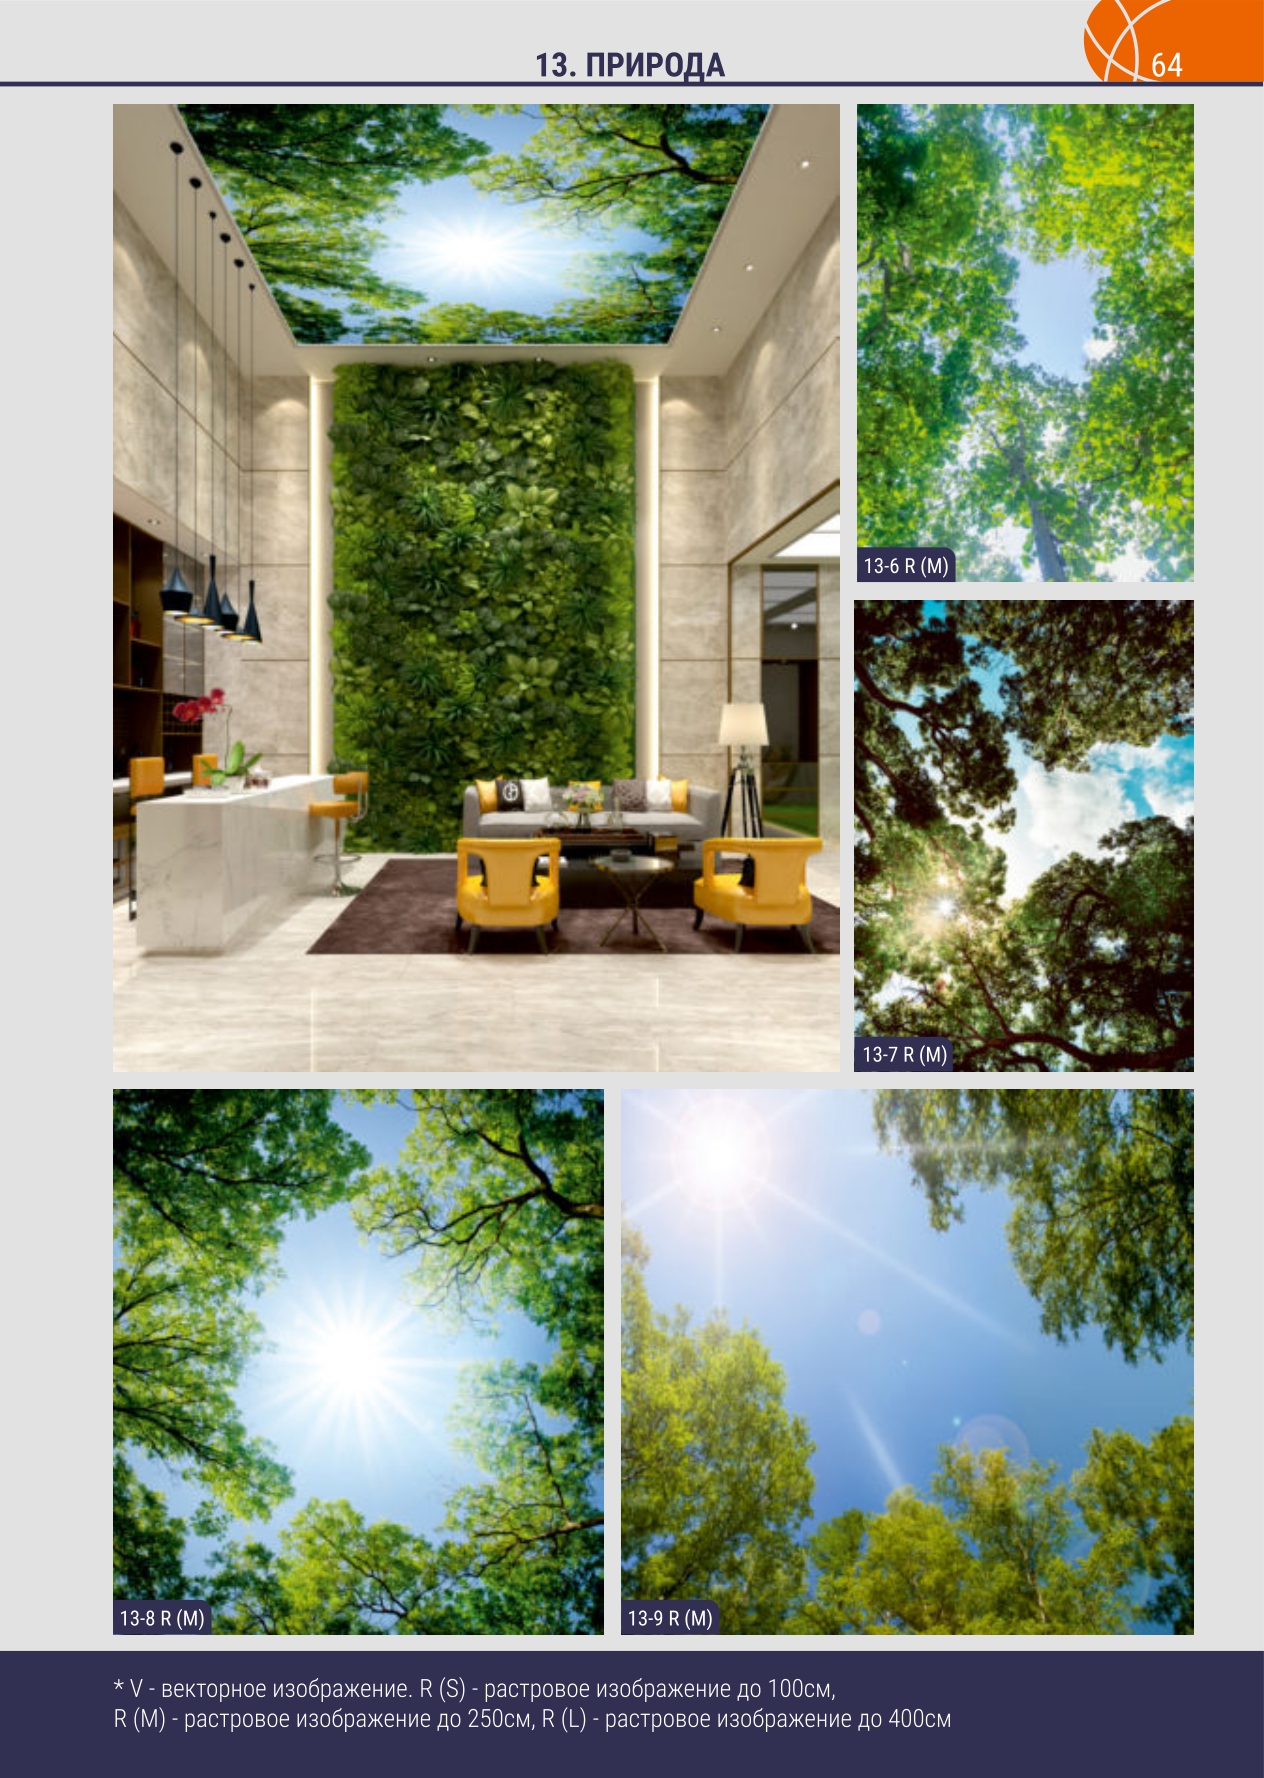 13. ПРИРОДА
64
13-6 R (M)
13-7 R (M)
13-8 R (M)
13-9 R (M)
* V - векторное изображение. R (S) - растровое изображение до 100см,
R (M) - растровое изображение до 250см, R (L) - растровое изображение до 400см